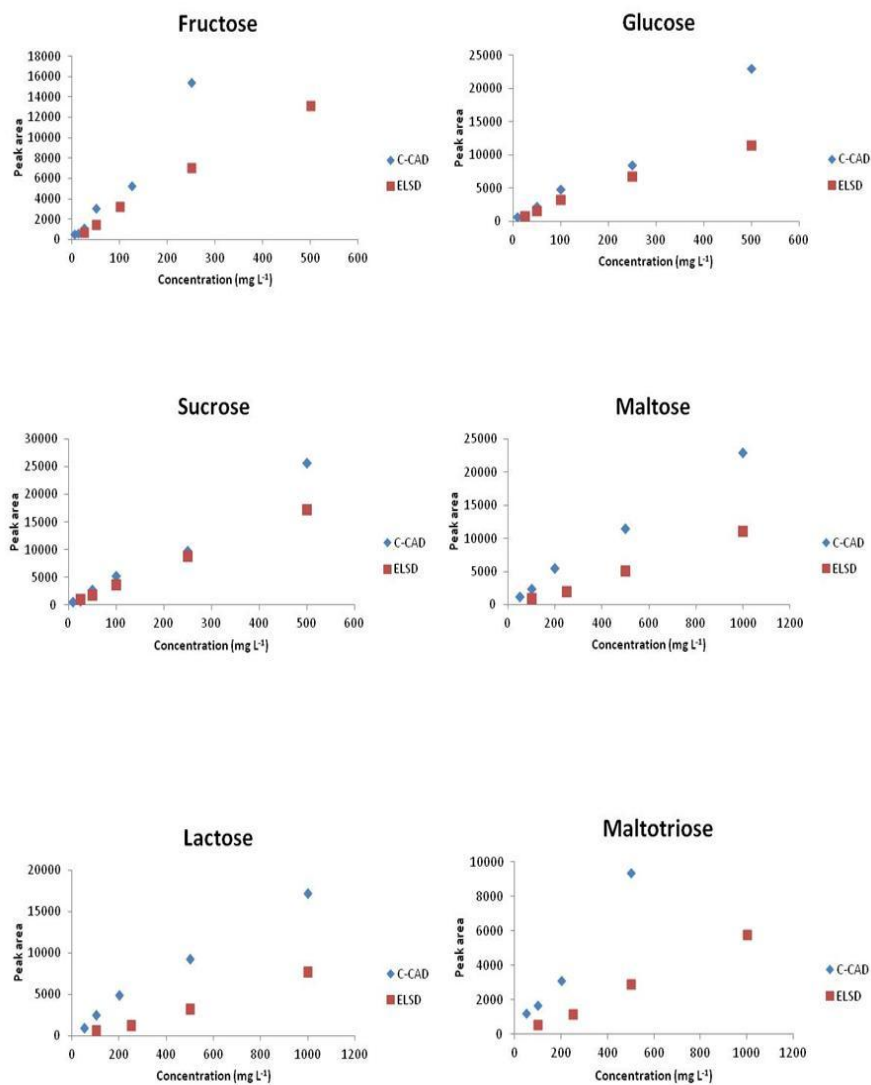 Fructose
18000
16000
14000
12000
10000
8000
6000
4000
2000
0
Peak area
0 100 200 300 400 500 600
Concentration (mg L-1)
C-CAD
ELSD
Glucose
25000
20000
15000
10000
5000
0
Peak area
0 100 200 300 400 500 600
Concentration (mg L-1)
C-CAD
ELSD
Sucrose
30000
25000
20000
15000
10000
5000
0
Peak area
0 100 200 300 400 500 600
Concentration (mg L-1)
C-CAD
ELSD
Maltose
25000
20000
15000
10000
5000
0
Peak area
0 200 400 600 800 1000 1200
Concentration (mg L-1)
C-CAD
ELSD
Lactose
20000
15000
10000
5000
0
Peak area
0 200 400 600 800 1000 1200
Concentration (mg L-1)
C-CAD
ELSD
Maltotriose
10000
8000
6000
4000
2000
0
Peak area
0 200 400 600 800 1000 1200
Concentration (mg L-1)
C-CAD
ELSD